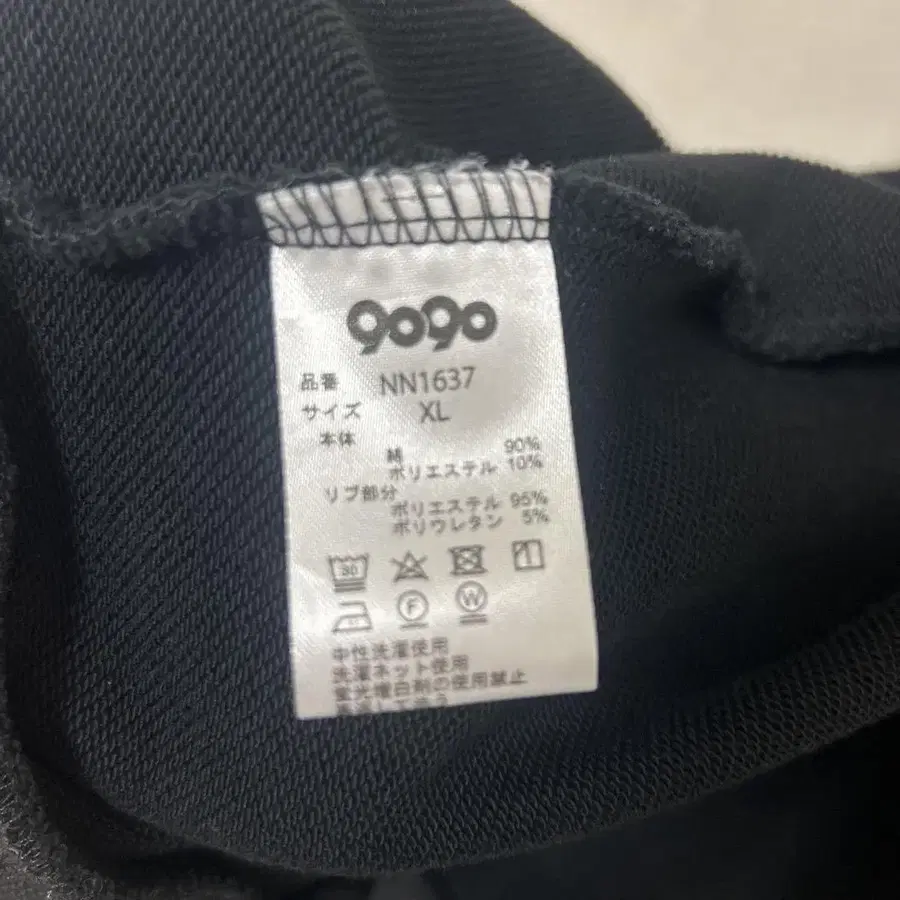 9090
品番 NN1637
サイズ XL
本体
綿 90%
ポリエステル 10%
リブ部分
ポリエステル 95%
ポリウレタン 5%
30
F W
中性洗濯使用
洗濯ネット使用
蛍光増白剤の使用禁止